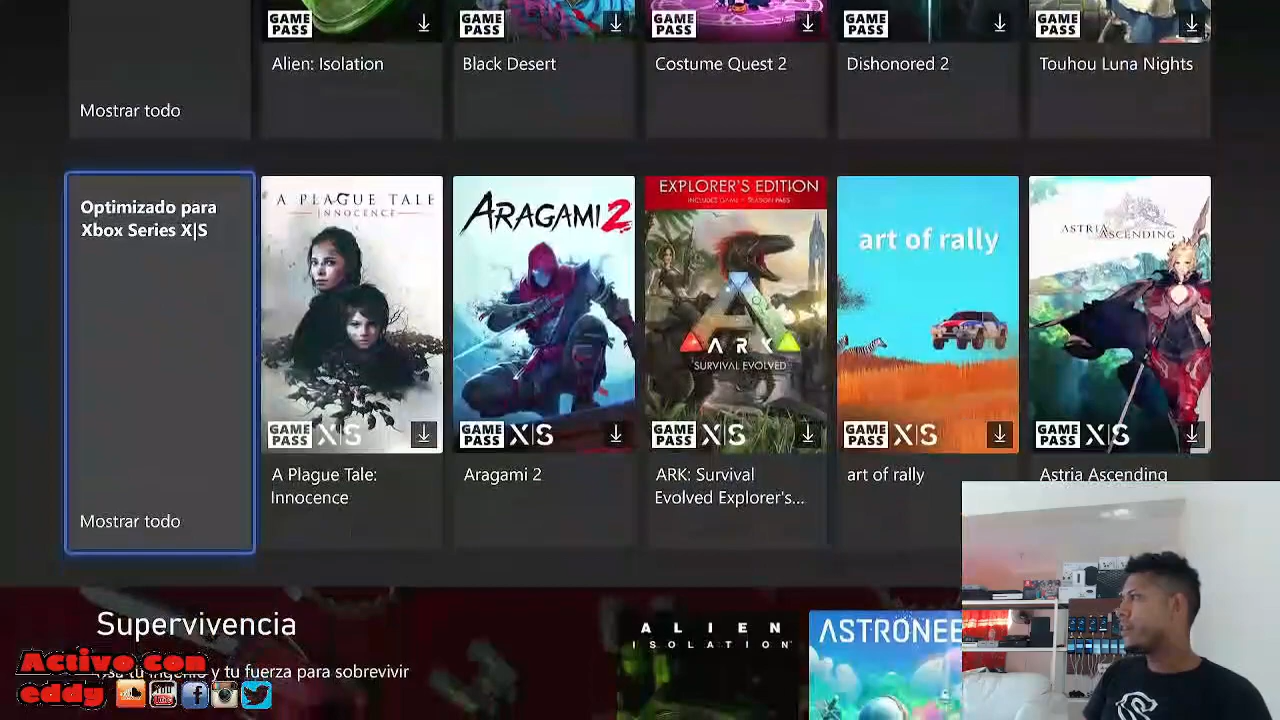 GAME PASS
GAME PASS
GAME PASS
GAME PASS
GAME PASS
Alien: Isolation
Black Desert
Costume Quest 2
Dishonored 2
Touhou Luna Nights
Mostrar todo
Optimizado para
Xbox Series X|S
Mostrar todo
A PLAGUE TALE
INNOCENCE
GAME PASS X|S
A Plague Tale:
Innocence
ARAGAMI 2
GAME PASS X|S
Aragami 2
EXPLORER'S EDITION
INCLUDES GAME + SEASON PASS
ARK
SURVIVAL EVOLVED
GAME PASS X|S
ARK: Survival
Evolved Explorer's...
art of rally
GAME PASS X|S
art of rally
ASTRIA ASCENDING
GAME PASS X|S
Astria Ascending
Supervivencia
tu ingenio y tu fuerza para sobrevivir
ALIEN
ISOLATION
ASTRONEE
Activo con
eddy